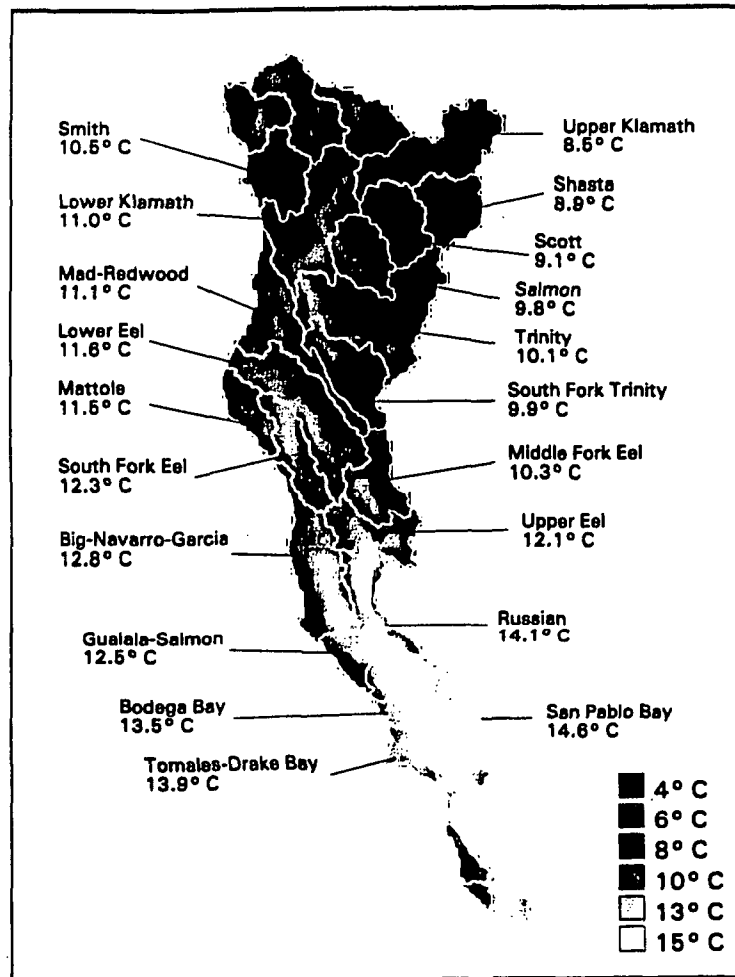 Smith
10.5° C
Lower Klamath
11.0° C
Mad-Redwood
11.1° C
Lower Eel
11.6° C
Mattole
11.5° C
South Fork Eel
12.3° C
Big-Navarro-Garcia
12.8° C
Gualala-Salmon
12.5° C
Bodega Bay
13.5° C
Tomales-Drake Bay
13.9° C
Upper Klamath
8.5° C
Shasta
8.9° C
Scott
9.1° C
Salmon
9.8° C
Trinity
10.1° C
South Fork Trinity
9.9° C
Middle Fork Eel
10.3° C
Upper Eel
12.1° C
Russian
14.1° C
San Pablo Bay
14.6° C
4° C
6° C
8° C
10° C
13° C
15° C